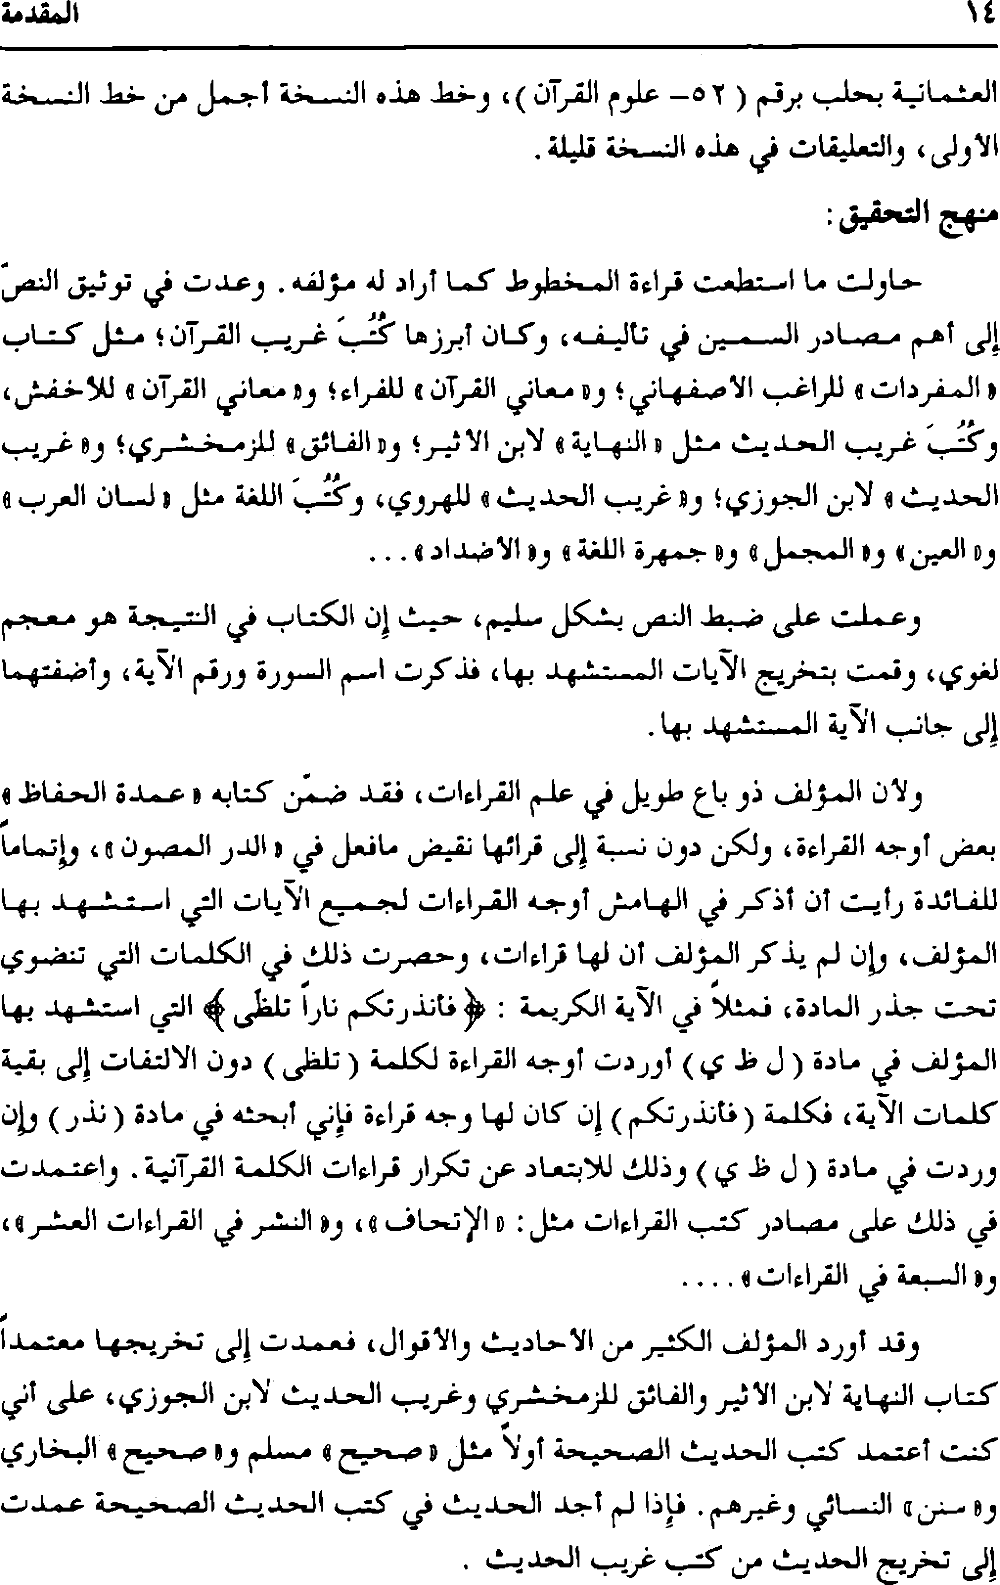 ١٤ المقدمة
العثمانية بحلب برقم ( ٥٢- علوم القرآن)، وخط هذه النسخة أجمل من خط النسخة
الأولى، والتعليقات في هذه النسخة قليلة.
منهج التحقيق:
حاولت ما استطعت قراءة المخطوط كما أراد له مؤلفه. وعدت في توثيق النصّ
إلى أهم مصادر السمين في تأليفه، وكان أبرزها كُتُبَ غريب القرآن؛ مثل كتاب
«المفردات» للراغب الأصفهاني؛ و«معاني القرآن» للفراء؛ و«معاني القرآن» للأخفش،
وكُتُبَ غريب الحديث مثل «النهاية» لابن الأثير؛ و«الفائق» للزمخشري؛ و«غريب
الحديث» لابن الجوزي؛ و«غريب الحديث» للهروي، وكُتُبَ اللغة مثل «لسان العرب»
و«العين» و«المجمل» و«جمهرة اللغة» و«الأضداد»...
وعملت على ضبط النص بشكل سليم، حيث إن الكتاب في النتيجة هو معجم
لغوي، وقمت بتخريج الآيات المستشهد بها، فذكرت اسم السورة ورقم الآية، وأضفتهما
إلى جانب الآية المستشهد بها.
ولأن المؤلف ذو باع طويل في علم القراءات، فقد ضمّن كتابه «عمدة الحفاظ»
بعض أوجه القراءة، ولكن دون نسبة إلى قرائها نقيض مافعل في «الدر المصون»، وإتماماً
للفائدة رأيت أن أذكر في الهامش أوجه القراءات لجميع الآيات التي استشهد بها
المؤلف، وإن لم يذكر المؤلف أن لها قراءات، وحصرت ذلك في الكلمات التي تنضوي
تحت جذر المادة، فمثلاً في الآية الكريمة : ﴿فأنذرتكم ناراً تلظّى﴾ التي استشهد بها
المؤلف في مادة (ل ظ ي) أوردت أوجه القراءة لكلمة (تلظى) دون الالتفات إلى بقية
كلمات الآية، فكلمة (فأنذرتكم) إن كان لها وجه قراءة فإني أبحثه في مادة (نذر) وإن
وردت في مادة (ل ظ ي) وذلك للابتعاد عن تكرار قراءات الكلمة القرآنية. واعتمدت
في ذلك على مصادر كتب القراءات مثل: «الإتحاف»، و«النشر في القراءات العشر»،
و«السبعة في القراءات»....
وقد أورد المؤلف الكثير من الأحاديث والأقوال، فعمدت إلى تخريجها معتمداً
كتاب النهاية لابن الأثير والفائق للزمخشري وغريب الحديث لابن الجوزي، على أني
كنت أعتمد كتب الحديث الصحيحة أولاً مثل «صحيح» مسلم و«صحيح» البخاري
و«سنن» النسائي وغيرهم. فإذا لم أجد الحديث في كتب الحديث الصحيحة عمدت
إلى تخريج الحديث من كتب غريب الحديث .